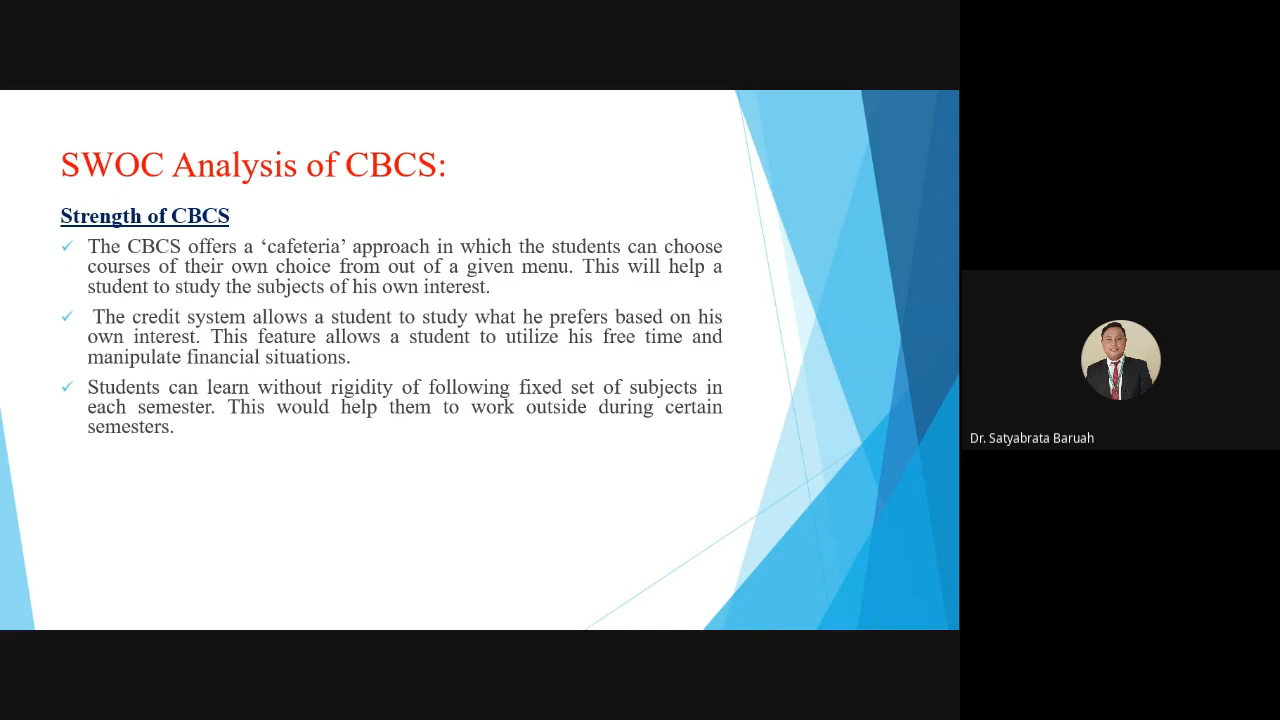 SWOC Analysis of CBCS:
Strength of CBCS
✓ The CBCS offers a ‘cafeteria’ approach in which the students can choose
courses of their own choice from out of a given menu. This will help a
student to study the subjects of his own interest.
✓ The credit system allows a student to study what he prefers based on his
own interest. This feature allows a student to utilize his free time and
manipulate financial situations.
✓ Students can learn without rigidity of following fixed set of subjects in
each semester. This would help them to work outside during certain
semesters.
Dr. Satyabrata Baruah